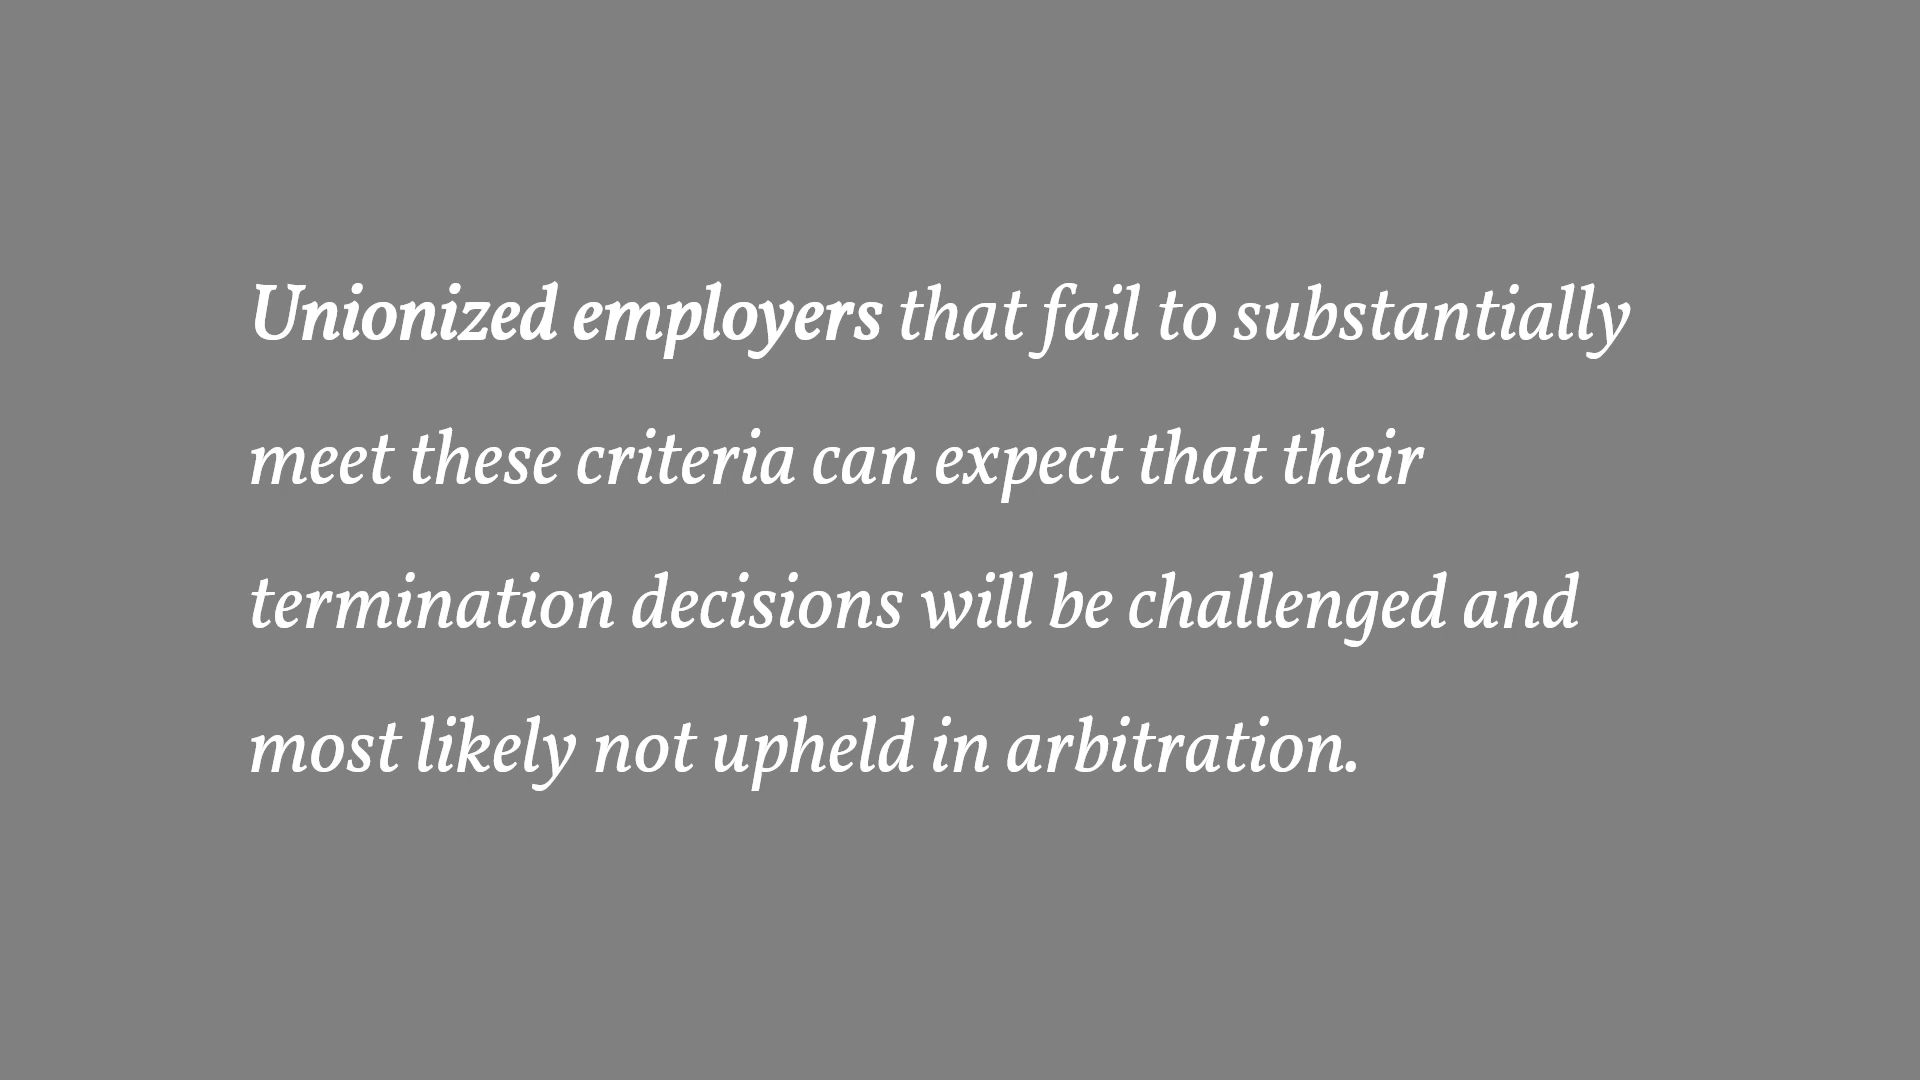 Unionized employers that fail to substantially
meet these criteria can expect that their
termination decisions will be challenged and
most likely not upheld in arbitration.